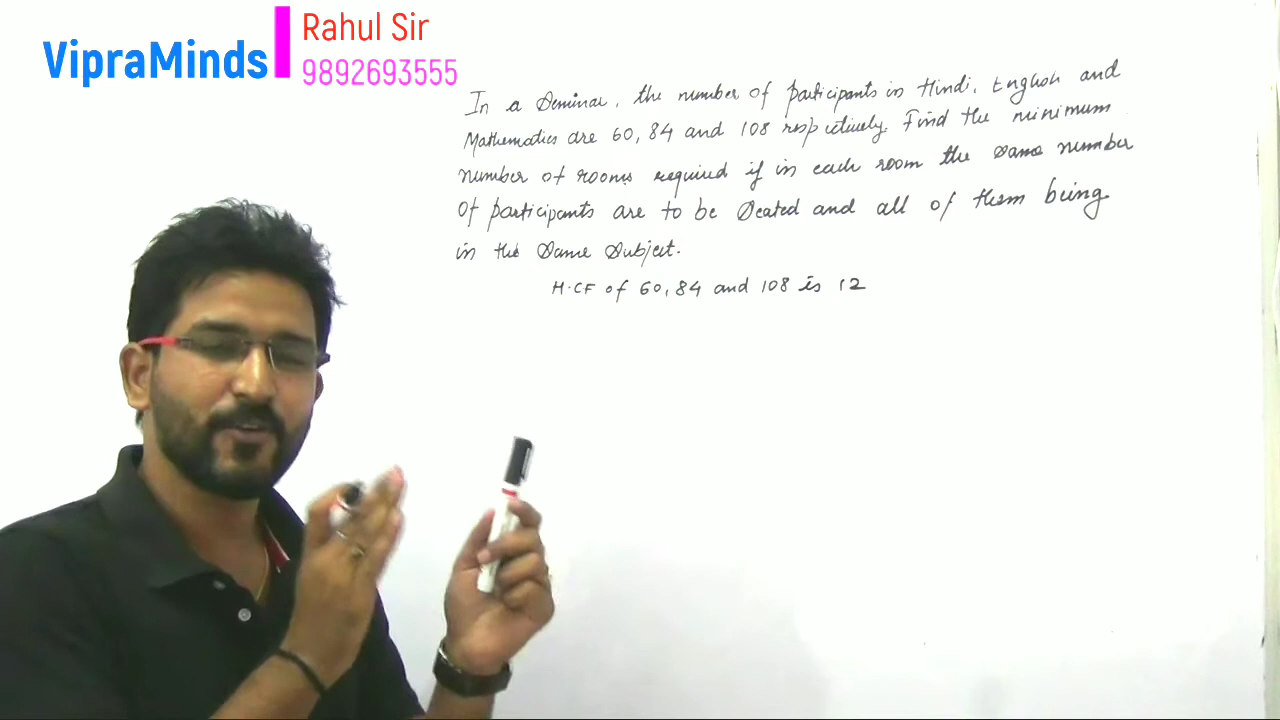 VipraMinds
Rahul Sir
9892693555
In a Seminar, the number of participants in Hindi, English and
Mathematics are 60, 84 and 108 respectively. Find the minimum
number of rooms required if in each room the same number
of participants are to be seated and all of them being
in the same subject.
H.CF of 60, 84 and 108 is 12